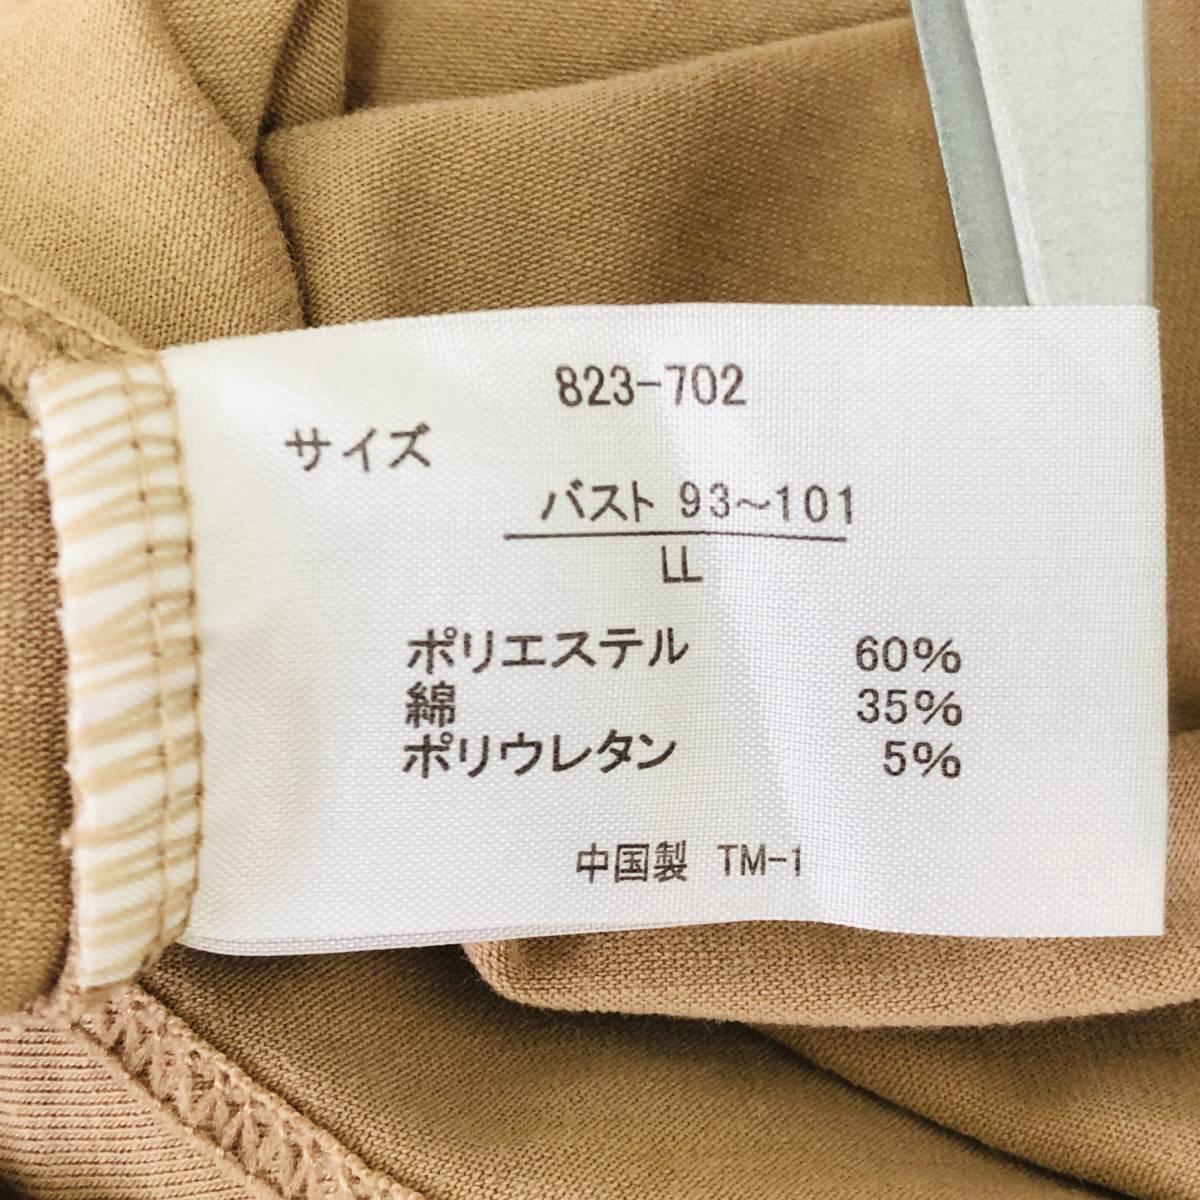 823-702
サイズ
バスト 93~101
LL
ポリエステル 60%
綿 35%
ポリウレタン 5%
中国製 TM-1